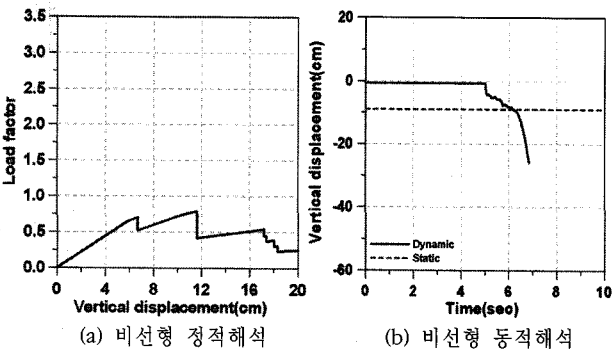 3.5
3.0
2.5
2.0
1.5
1.0
0.5
0.0
Load factor
0 4 8 12 16 20
Vertical displacement(cm)
(a) 비선형 정적해석
20
0
-20
-40
-60
Vertical displacement(cm)
Dynamic
Static
0 2 4 6 8 10
Time(sec)
(b) 비선형 동적해석